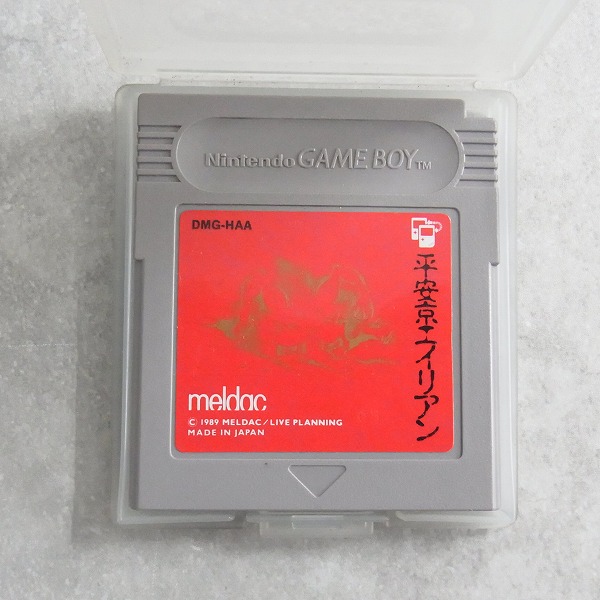 Nintendo GAME BOY TM
DMG-HAA
平安京エイリアン
meldac
© 1989 MELDAC/LIVE PLANNING
MADE IN JAPAN